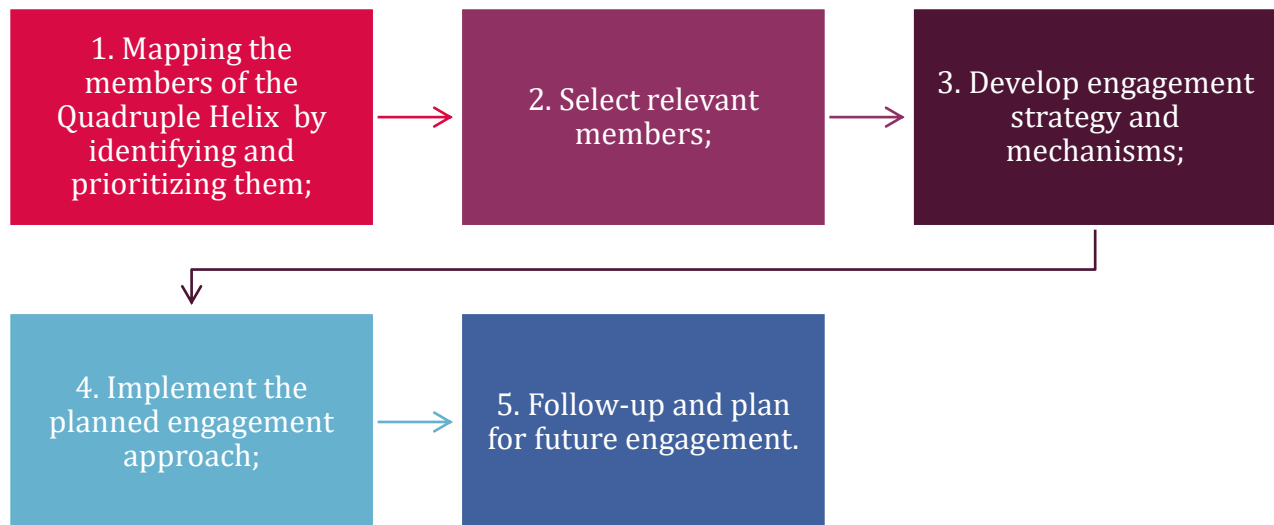 1. Mapping the
members of the
Quadruple Helix  by
identifying and
prioritizing them;
2. Select relevant
members;
3. Develop engagement
strategy and
mechanisms;
4. Implement the
planned engagement
approach;
5. Follow-up and plan
for future engagement.